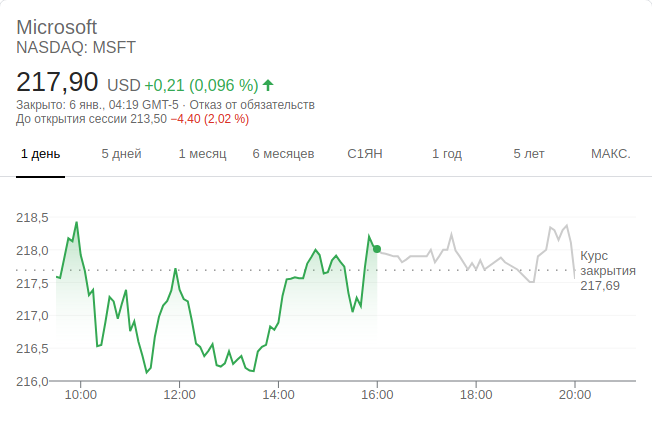 Microsoft
NASDAQ: MSFT
217,90 USD +0,21 (0,096 %)
Закрыто: 6 янв., 04:19 GMT-5 · Отказ от обязательств
До открытия сессии 213,50 −4,40 (2,02 %)
1 день 5 дней 1 месяц 6 месяцев С1ЯН 1 год 5 лет МАКС.
218,5
218,0
217,5
217,0
216,5
216,0
Курс
закрытия
217,69
10:00 12:00 14:00 16:00 18:00 20:00